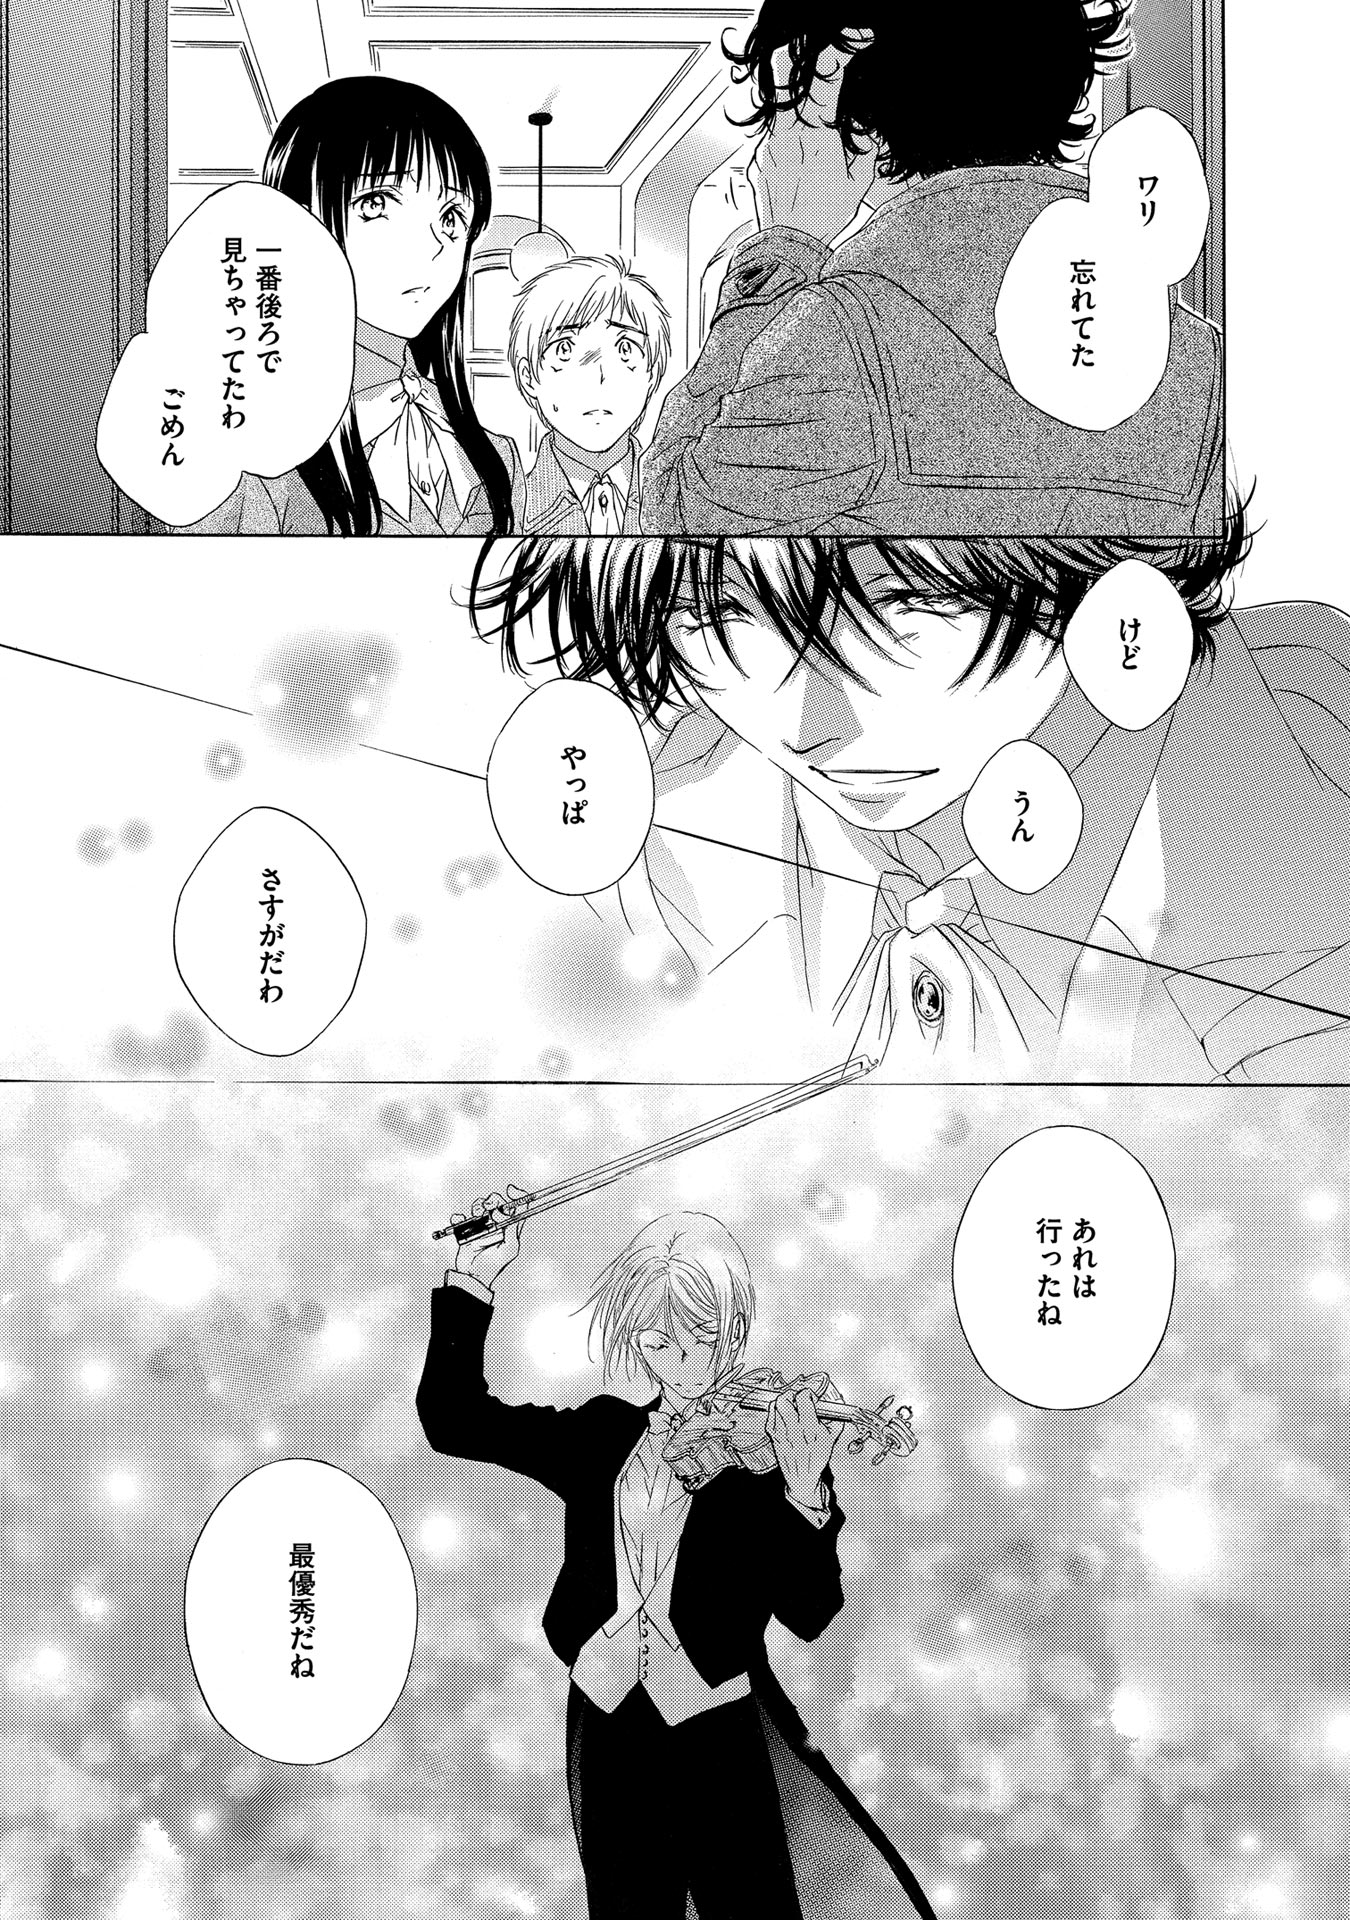 ワリ
忘れてた
一番後ろで
見ちゃってたわ
ごめん
けど
うん
やっぱ
さすがだわ
あれは
行ったね
最優秀だね